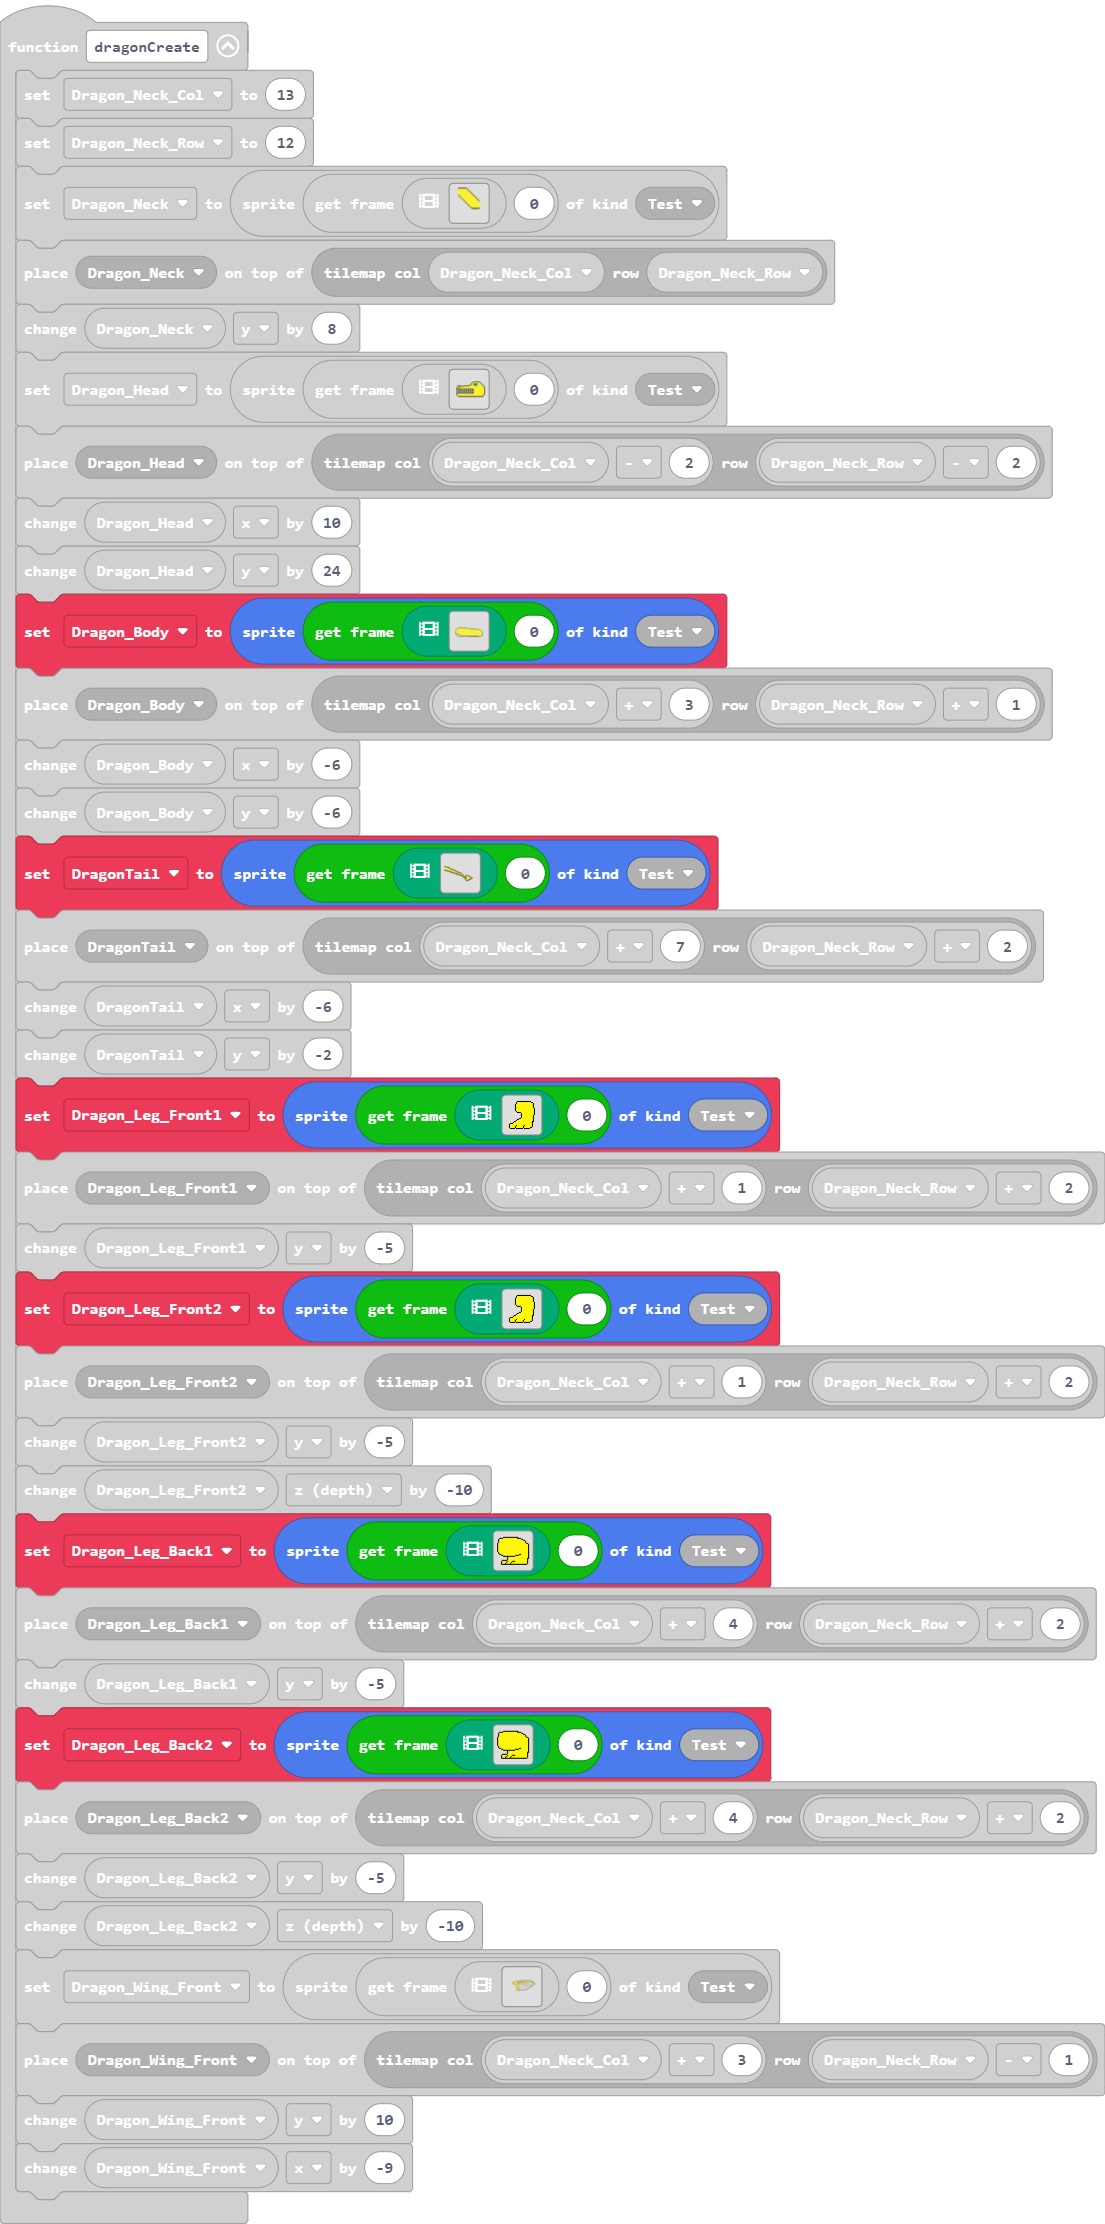 function dragonCreate
set Dragon_Neck_Col to 13
set Dragon_Neck_Row to 12
set Dragon_Neck to sprite get frame 0 of kind Test
place Dragon_Neck on top of tilemap col Dragon_Neck_Col row Dragon_Neck_Row
change Dragon_Neck y by 8
set Dragon_Head to sprite get frame 0 of kind Test
place Dragon_Head on top of tilemap col Dragon_Neck_Col - 2 row Dragon_Neck_Row - 2
change Dragon_Head x by 10
change Dragon_Head y by 24
set Dragon_Body to sprite get frame 0 of kind Test
place Dragon_Body on top of tilemap col Dragon_Neck_Col + 3 row Dragon_Neck_Row + 1
change Dragon_Body x by -6
change Dragon_Body y by -6
set DragonTail to sprite get frame 0 of kind Test
place DragonTail on top of tilemap col Dragon_Neck_Col + 7 row Dragon_Neck_Row + 2
change DragonTail x by -6
change DragonTail y by -2
set Dragon_Leg_Front1 to sprite get frame 0 of kind Test
place Dragon_Leg_Front1 on top of tilemap col Dragon_Neck_Col + 1 row Dragon_Neck_Row + 2
change Dragon_Leg_Front1 y by -5
set Dragon_Leg_Front2 to sprite get frame 0 of kind Test
place Dragon_Leg_Front2 on top of tilemap col Dragon_Neck_Col + 1 row Dragon_Neck_Row + 2
change Dragon_Leg_Front2 y by -5
change Dragon_Leg_Front2 z (depth) by -10
set Dragon_Leg_Back1 to sprite get frame 0 of kind Test
place Dragon_Leg_Back1 on top of tilemap col Dragon_Neck_Col + 4 row Dragon_Neck_Row + 2
change Dragon_Leg_Back1 y by -5
set Dragon_Leg_Back2 to sprite get frame 0 of kind Test
place Dragon_Leg_Back2 on top of tilemap col Dragon_Neck_Col + 4 row Dragon_Neck_Row + 2
change Dragon_Leg_Back2 y by -5
change Dragon_Leg_Back2 z (depth) by -10
set Dragon_Wing_Front to sprite get frame 0 of kind Test
place Dragon_Wing_Front on top of tilemap col Dragon_Neck_Col + 3 row Dragon_Neck_Row - 1
change Dragon_Wing_Front y by 10
change Dragon_Wing_Front x by -9